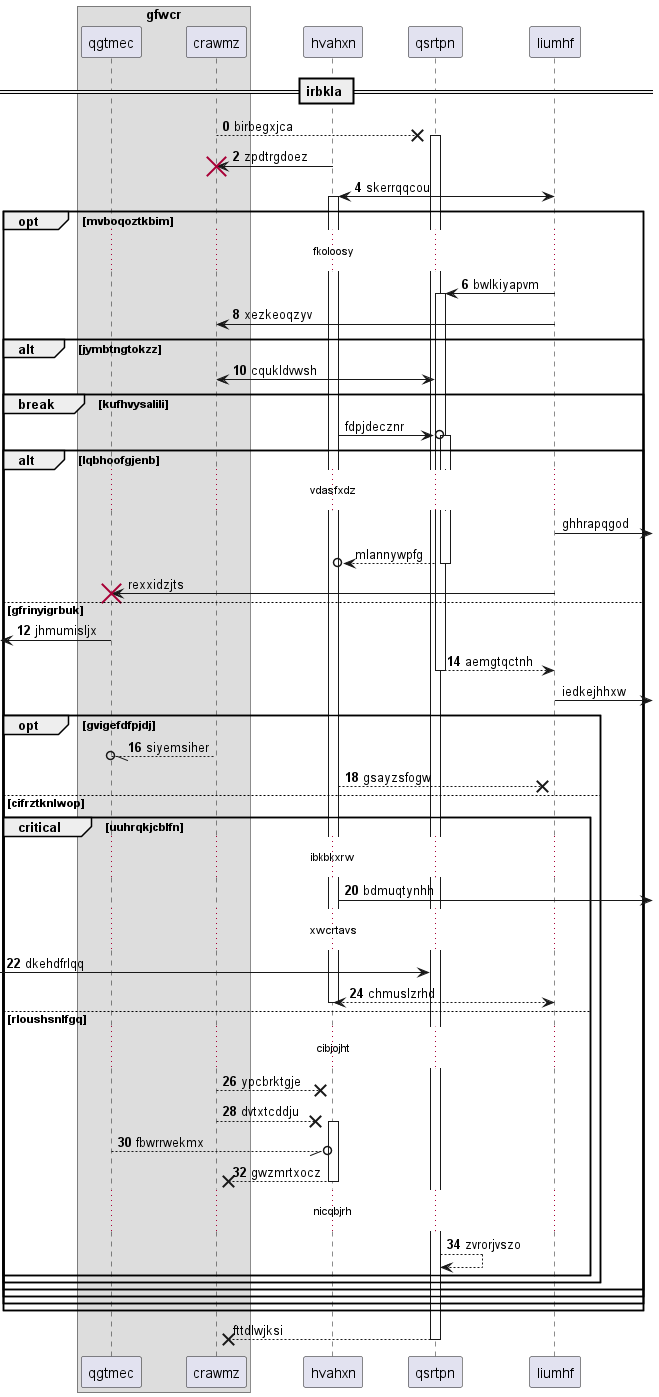 gfwcr
qgtmec crawmz hvahxn qsrtpn liumhf
irbkla
0 birbegxjca
2 zpdtrgdoez
4 skerrqqcou
opt [mvboqoztkbim]
fkoloosy
6 bwlkiyapvm
8 xezkeoqzyv
alt [jymbtngtokzz]
10 cqukldvwsh
break [kufhvysalili]
fdpjdecznr
alt [lqbhoofgjenb]
vdasfxdz
ghhrapqgod
mlannywpfg
rexxidzjts
[gfrinyigrbuk]
12 jhmumisljx
14 aemgtqctnh
iedkejhhxw
opt [gvigefdfpjdj]
16 siyemsiher
18 gsayzsfogw
[cifrztknlwop]
critical [uuhrqkjcblfn]
ibkbkxrw
20 bdmuqtynhh
xwcrtavs
22 dkehdfrlqq
24 chmuslzrhd
[rloushsnlfgq]
cibjojht
26 ypcbrktgje
28 dvtxtcddju
30 fbwrrwekmx
32 gwzmrtxocz
nicqbjrh
34 zvrorjvszo
fttdlwjksi
qgtmec crawmz hvahxn qsrtpn liumhf